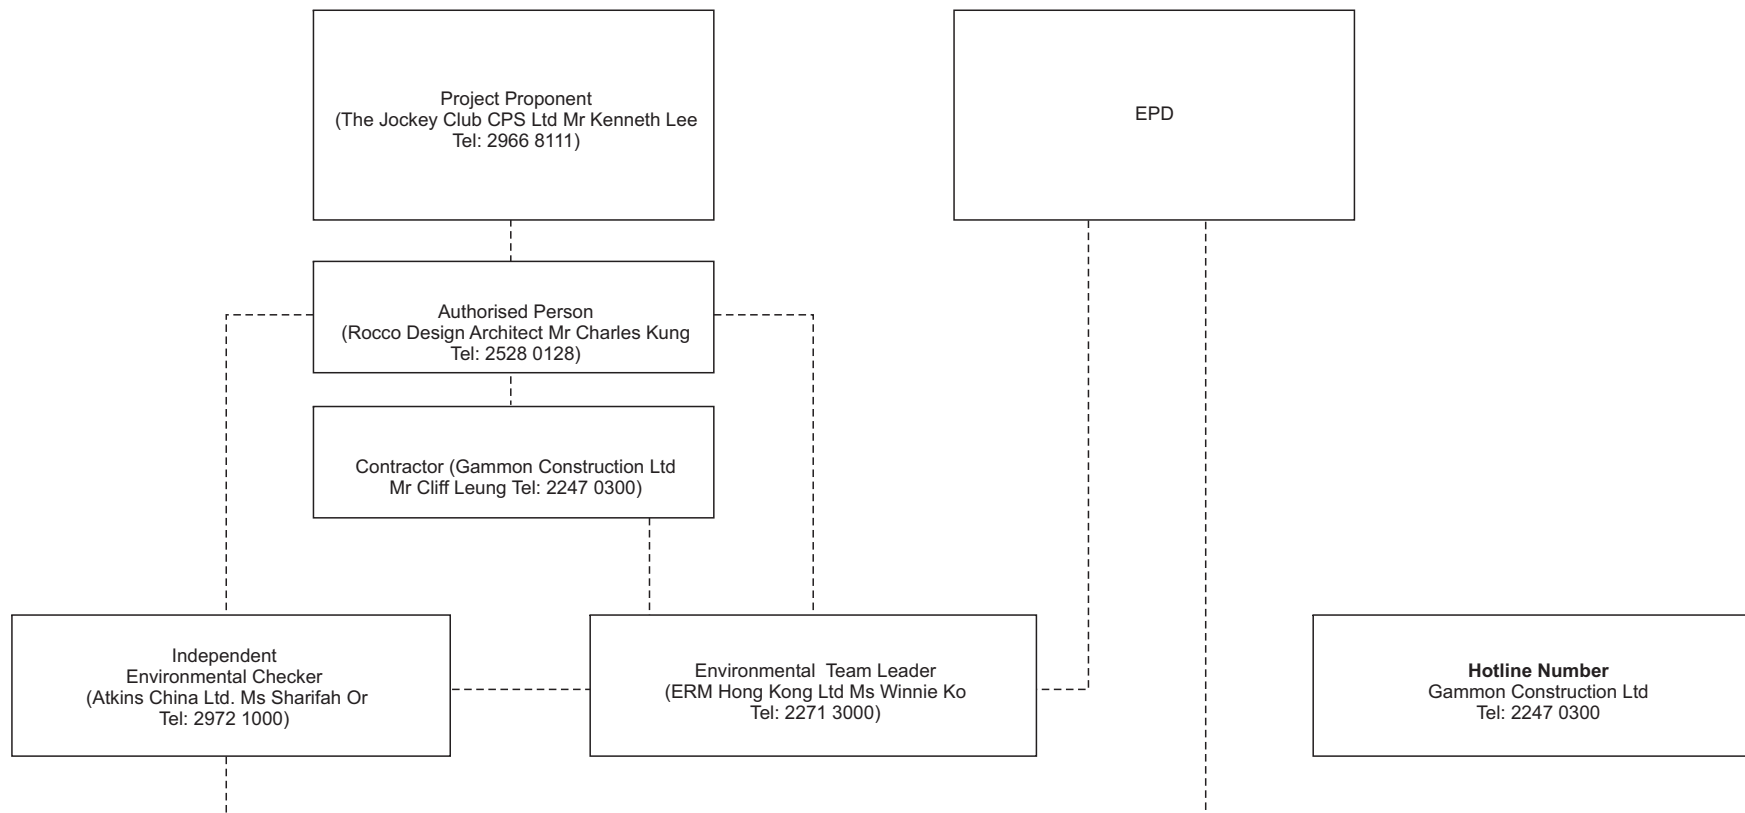 Project Proponent
(The Jockey Club CPS Ltd Mr Kenneth Lee
Tel: 2966 8111)
EPD
Authorised Person
(Rocco Design Architect Mr Charles Kung
Tel: 2528 0128)
Contractor (Gammon Construction Ltd
Mr Cliff Leung Tel: 2247 0300)
Independent
Environmental Checker
(Atkins China Ltd. Ms Sharifah Or
Tel: 2972 1000)
Environmental Team Leader
(ERM Hong Kong Ltd Ms Winnie Ko
Tel: 2271 3000)
Hotline Number
Gammon Construction Ltd
Tel: 2247 0300